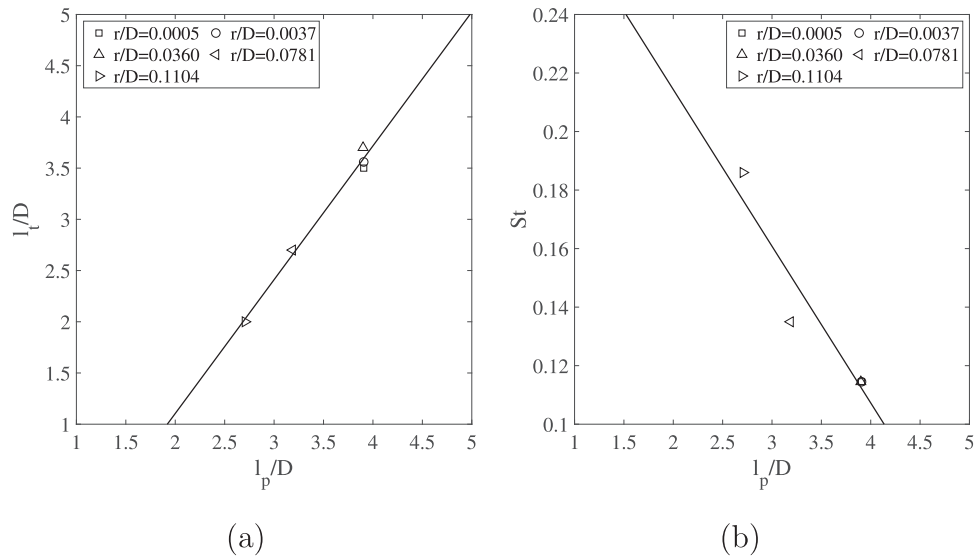 □ r/D=0.0005 ○ r/D=0.0037
△ r/D=0.0360 ◁ r/D=0.0781
▷ r/D=0.1104
5
4.5
4
3.5
3
2.5
2
1.5
1
l_t/D
1 1.5 2 2.5 3 3.5 4 4.5 5
l_p/D
(a)
□ r/D=0.0005 ○ r/D=0.0037
△ r/D=0.0360 ◁ r/D=0.0781
▷ r/D=0.1104
0.24
0.22
0.2
0.18
0.16
0.14
0.12
0.1
St
1 1.5 2 2.5 3 3.5 4 4.5 5
l_p/D
(b)